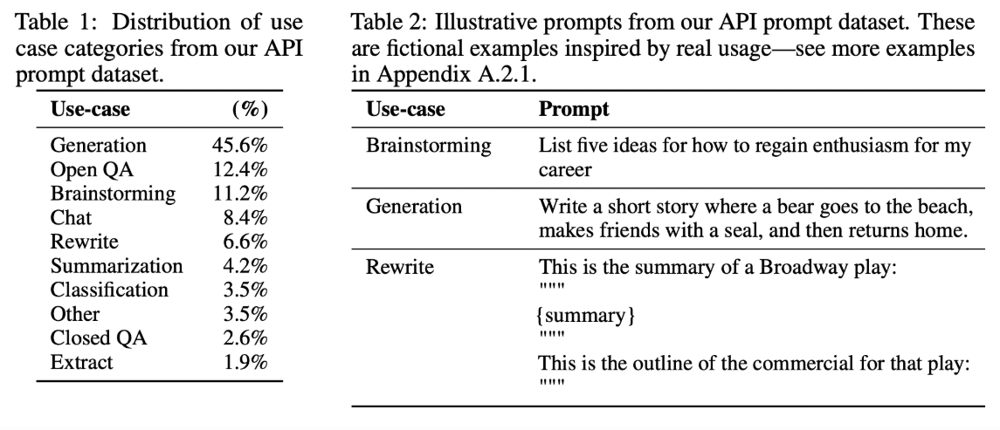 Table 1: Distribution of use
case categories from our API
prompt dataset.
Use-case (%)
Generation 45.6%
Open QA 12.4%
Brainstorming 11.2%
Chat 8.4%
Rewrite 6.6%
Summarization 4.2%
Classification 3.5%
Other 3.5%
Closed QA 2.6%
Extract 1.9%
Table 2: Illustrative prompts from our API prompt dataset. These
are fictional examples inspired by real usage—see more examples
in Appendix A.2.1.
Use-case Prompt
Brainstorming List five ideas for how to regain enthusiasm for my
career
Generation Write a short story where a bear goes to the beach,
makes friends with a seal, and then returns home.
Rewrite This is the summary of a Broadway play:
"""
{summary}
"""
This is the outline of the commercial for that play:
"""